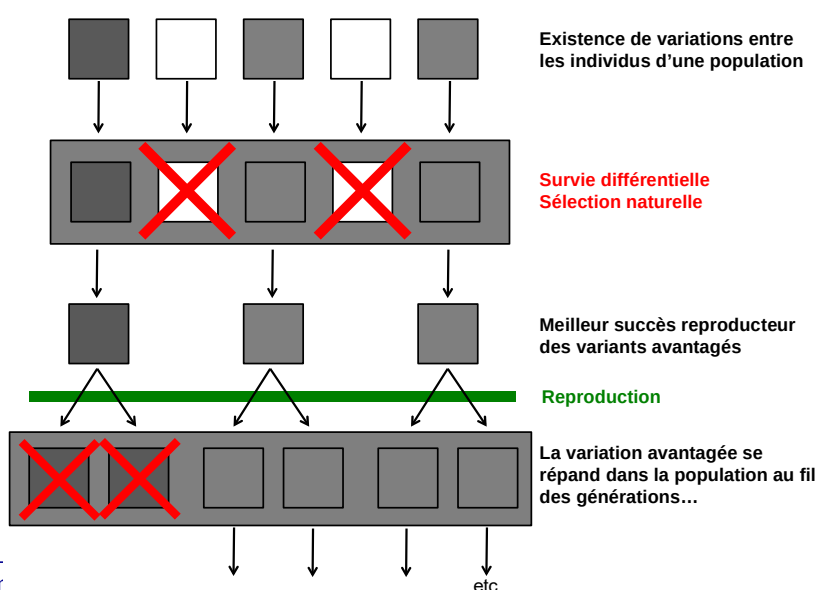 Existence de variations entre
les individus d’une population
Survie différentielle
Sélection naturelle
Meilleur succès reproducteur
des variants avantagés
Reproduction
La variation avantagée se
répand dans la population au fil
des générations…
etc